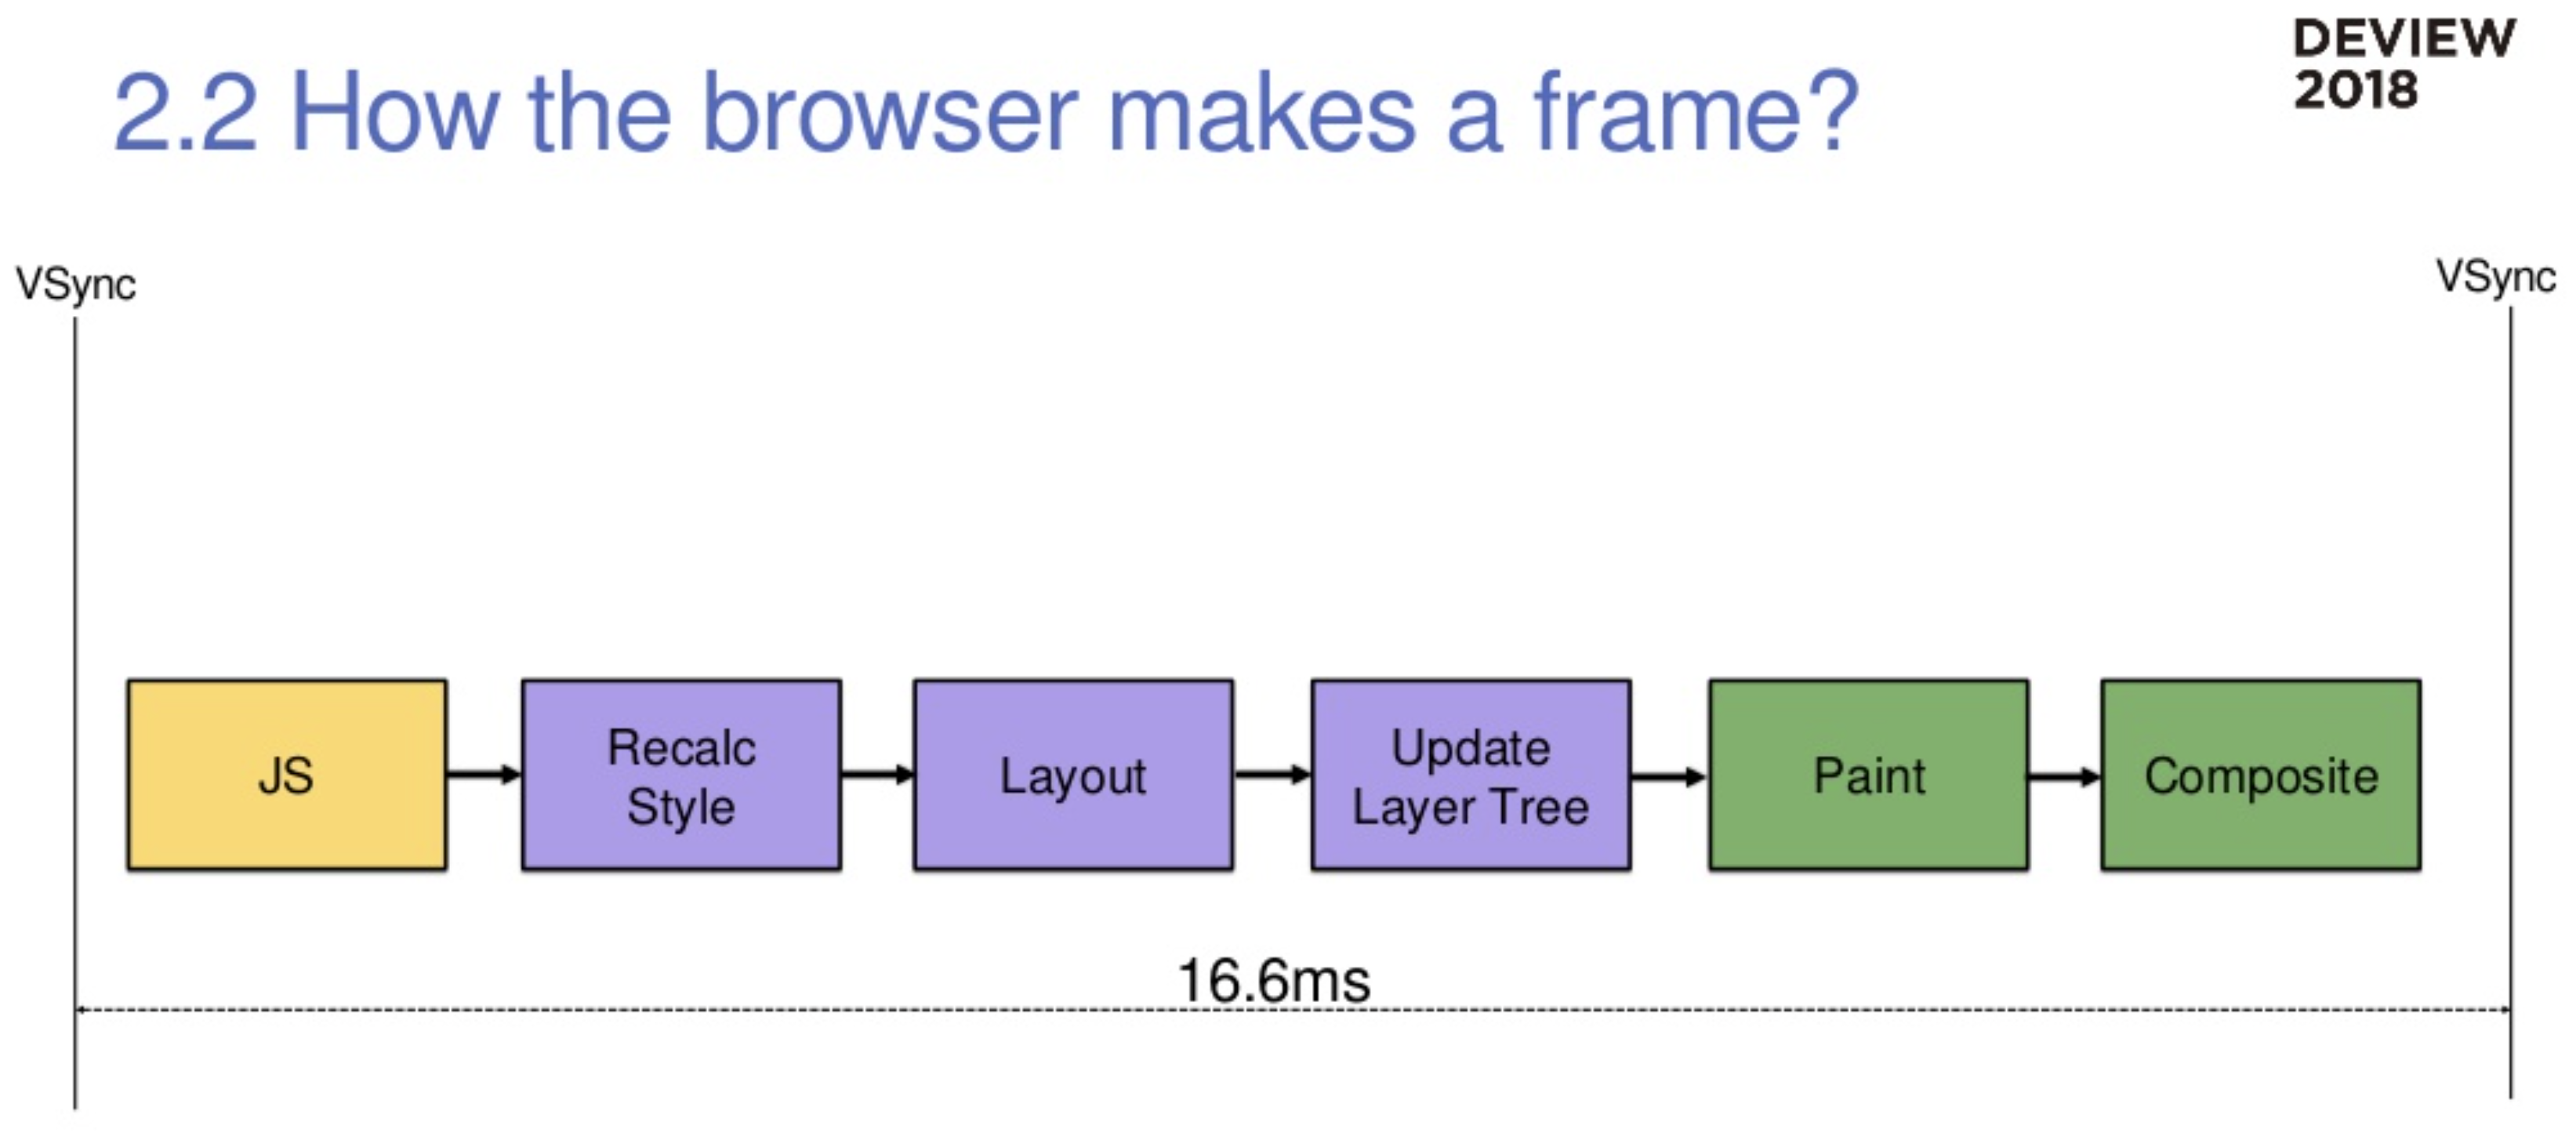 DEVIEW
2018
2.2 How the browser makes a frame?
VSync
VSync
JS
Recalc
Style
Layout
Update
Layer Tree
Paint
Composite
16.6ms